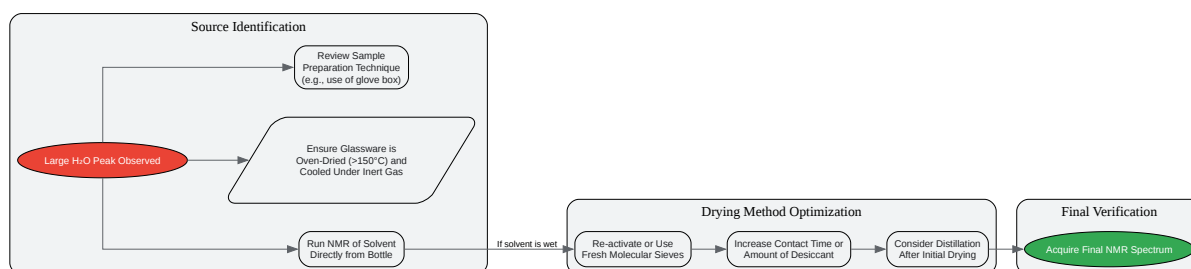 Source Identification
Review Sample
Preparation Technique
(e.g., use of glove box)
Large H₂O Peak Observed
Ensure Glassware is
Oven-Dried (>150°C) and
Cooled Under Inert Gas
Run NMR of Solvent
Directly from Bottle
If solvent is wet
Drying Method Optimization
Re-activate or Use
Fresh Molecular Sieves
Increase Contact Time or
Amount of Desiccant
Consider Distillation
After Initial Drying
Final Verification
Acquire Final NMR Spectrum